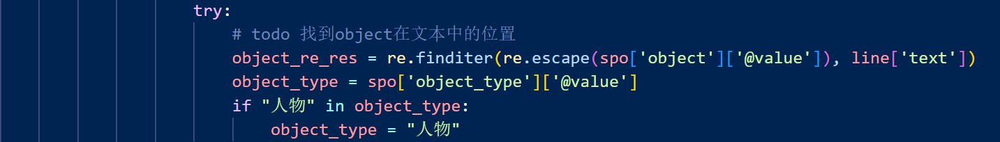 try:
# todo 找到object在文本中的位置
object_re_res = re.finditer(re.escape(spo['object']['@value']), line['text'])
object_type = spo['object_type']['@value']
if "人物" in object_type:
object_type = "人物"